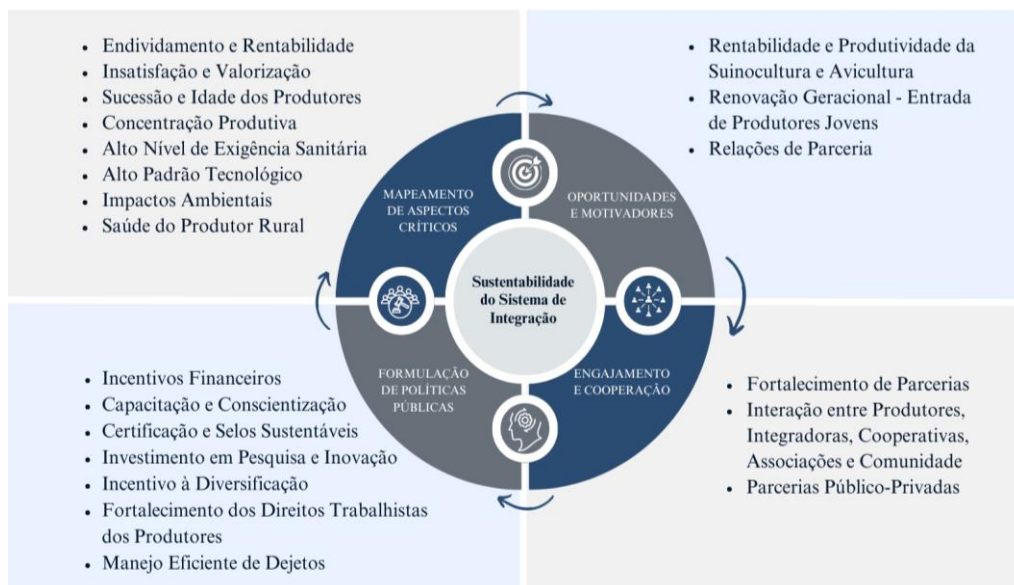 Endividamento e Rentabilidade
Insatisfação e Valorização
Sucessão e Idade dos Produtores
Concentração Produtiva
Alto Nível de Exigência Sanitária
Alto Padrão Tecnológico
Impactos Ambientais
Saúde do Produtor Rural
Rentabilidade e Produtividade da
Suinocultura e Avicultura
Renovação Geracional - Entrada
de Produtores Jovens
Relações de Parceria
MAPEAMENTO
DE ASPECTOS
CRÍTICOS
OPORTUNIDADES
E MOTIVADORES
Sustentabilidade
do Sistema de
Integração
FORMULAÇÃO
DE POLÍTICAS
PÚBLICAS
ENGAJAMENTO
E COOPERAÇÃO
Incentivos Financeiros
Capacitação e Conscientização
Certificação e Selos Sustentáveis
Investimento em Pesquisa e Inovação
Incentivo à Diversificação
Fortalecimento dos Direitos Trabalhistas
dos Produtores
Manejo Eficiente de Dejetos
Fortalecimento de Parcerias
Interação entre Produtores,
Integradoras, Cooperativas,
Associações e Comunidade
Parcerias Público-Privadas